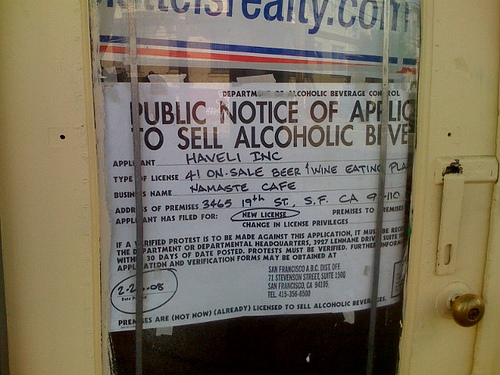 realty.com
DEPARTMENT OF ALCOHOLIC BEVERAGE CONTROL
PUBLIC NOTICE OF APPLIC
TO SELL ALCOHOLIC BEVE
APPLICANT HAVELI INC
TYPE OF LICENSE 41 ON-SALE BEER & WINE EATING PLA
BUSINESS NAME NAMASTE CAFE
ADDRESS OF PREMISES 3465 19th ST., S.F. CA
APPLICANT HAS FILED FOR: NEW LICENSE PREMISES TO PREMISES
CHANGE IN LICENSE PRIVILEGES
IF A VERIFIED PROTEST IS TO BE MADE AGAINST THIS APPLICATION, IT MUST BE RECE
THE DEPARTMENT OR DEPARTMENTAL HEADQUARTERS, 3927 LENNANE DRIVE, SUITE
WITHIN 30 DAYS OF DATE POSTED. PROTESTS MUST BE VERIFIED. FURTHER INFORM
APPLICATION AND VERIFICATION FORMS MAY BE OBTAINED AT
SAN FRANCISCO A.B.C. DIST. OFF.
71 STEVENSON STREET, SUITE 1500
SAN FRANCISCO, CA 94105
TEL. 415-356-6500
Date Posted
PREMISES ARE (NOT NOW) (ALREADY) LICENSED TO SELL ALCOHOLIC BEVERAGES.